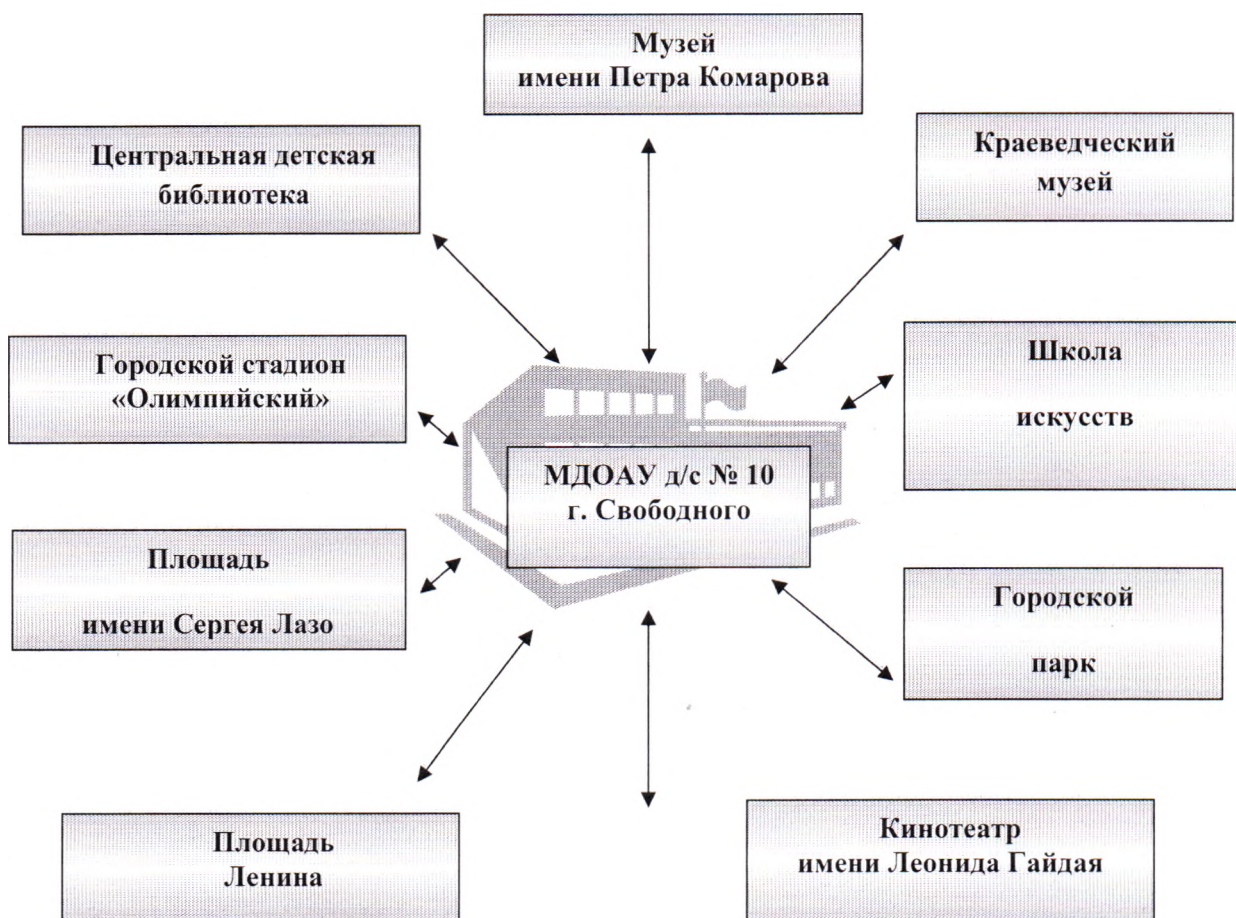 Музей
имени Петра Комарова
Центральная детская
библиотека
Краеведческий
музей
Городской стадион
«Олимпийский»
Школа
искусств
МДОАУ д/с № 10
г. Свободного
Площадь
имени Сергея Лазо
Городской
парк
Площадь
Ленина
Кинотеатр
имени Леонида Гайдая